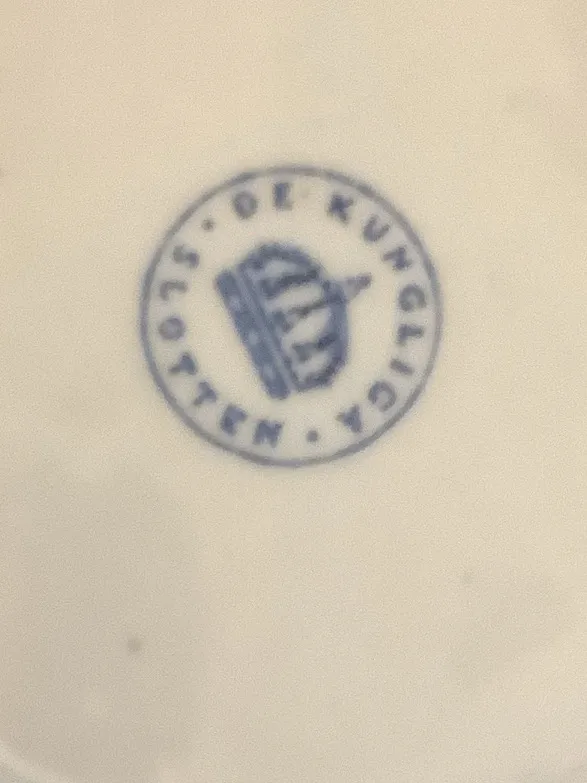 DE KUNGLIGA · SLOTTEN ·